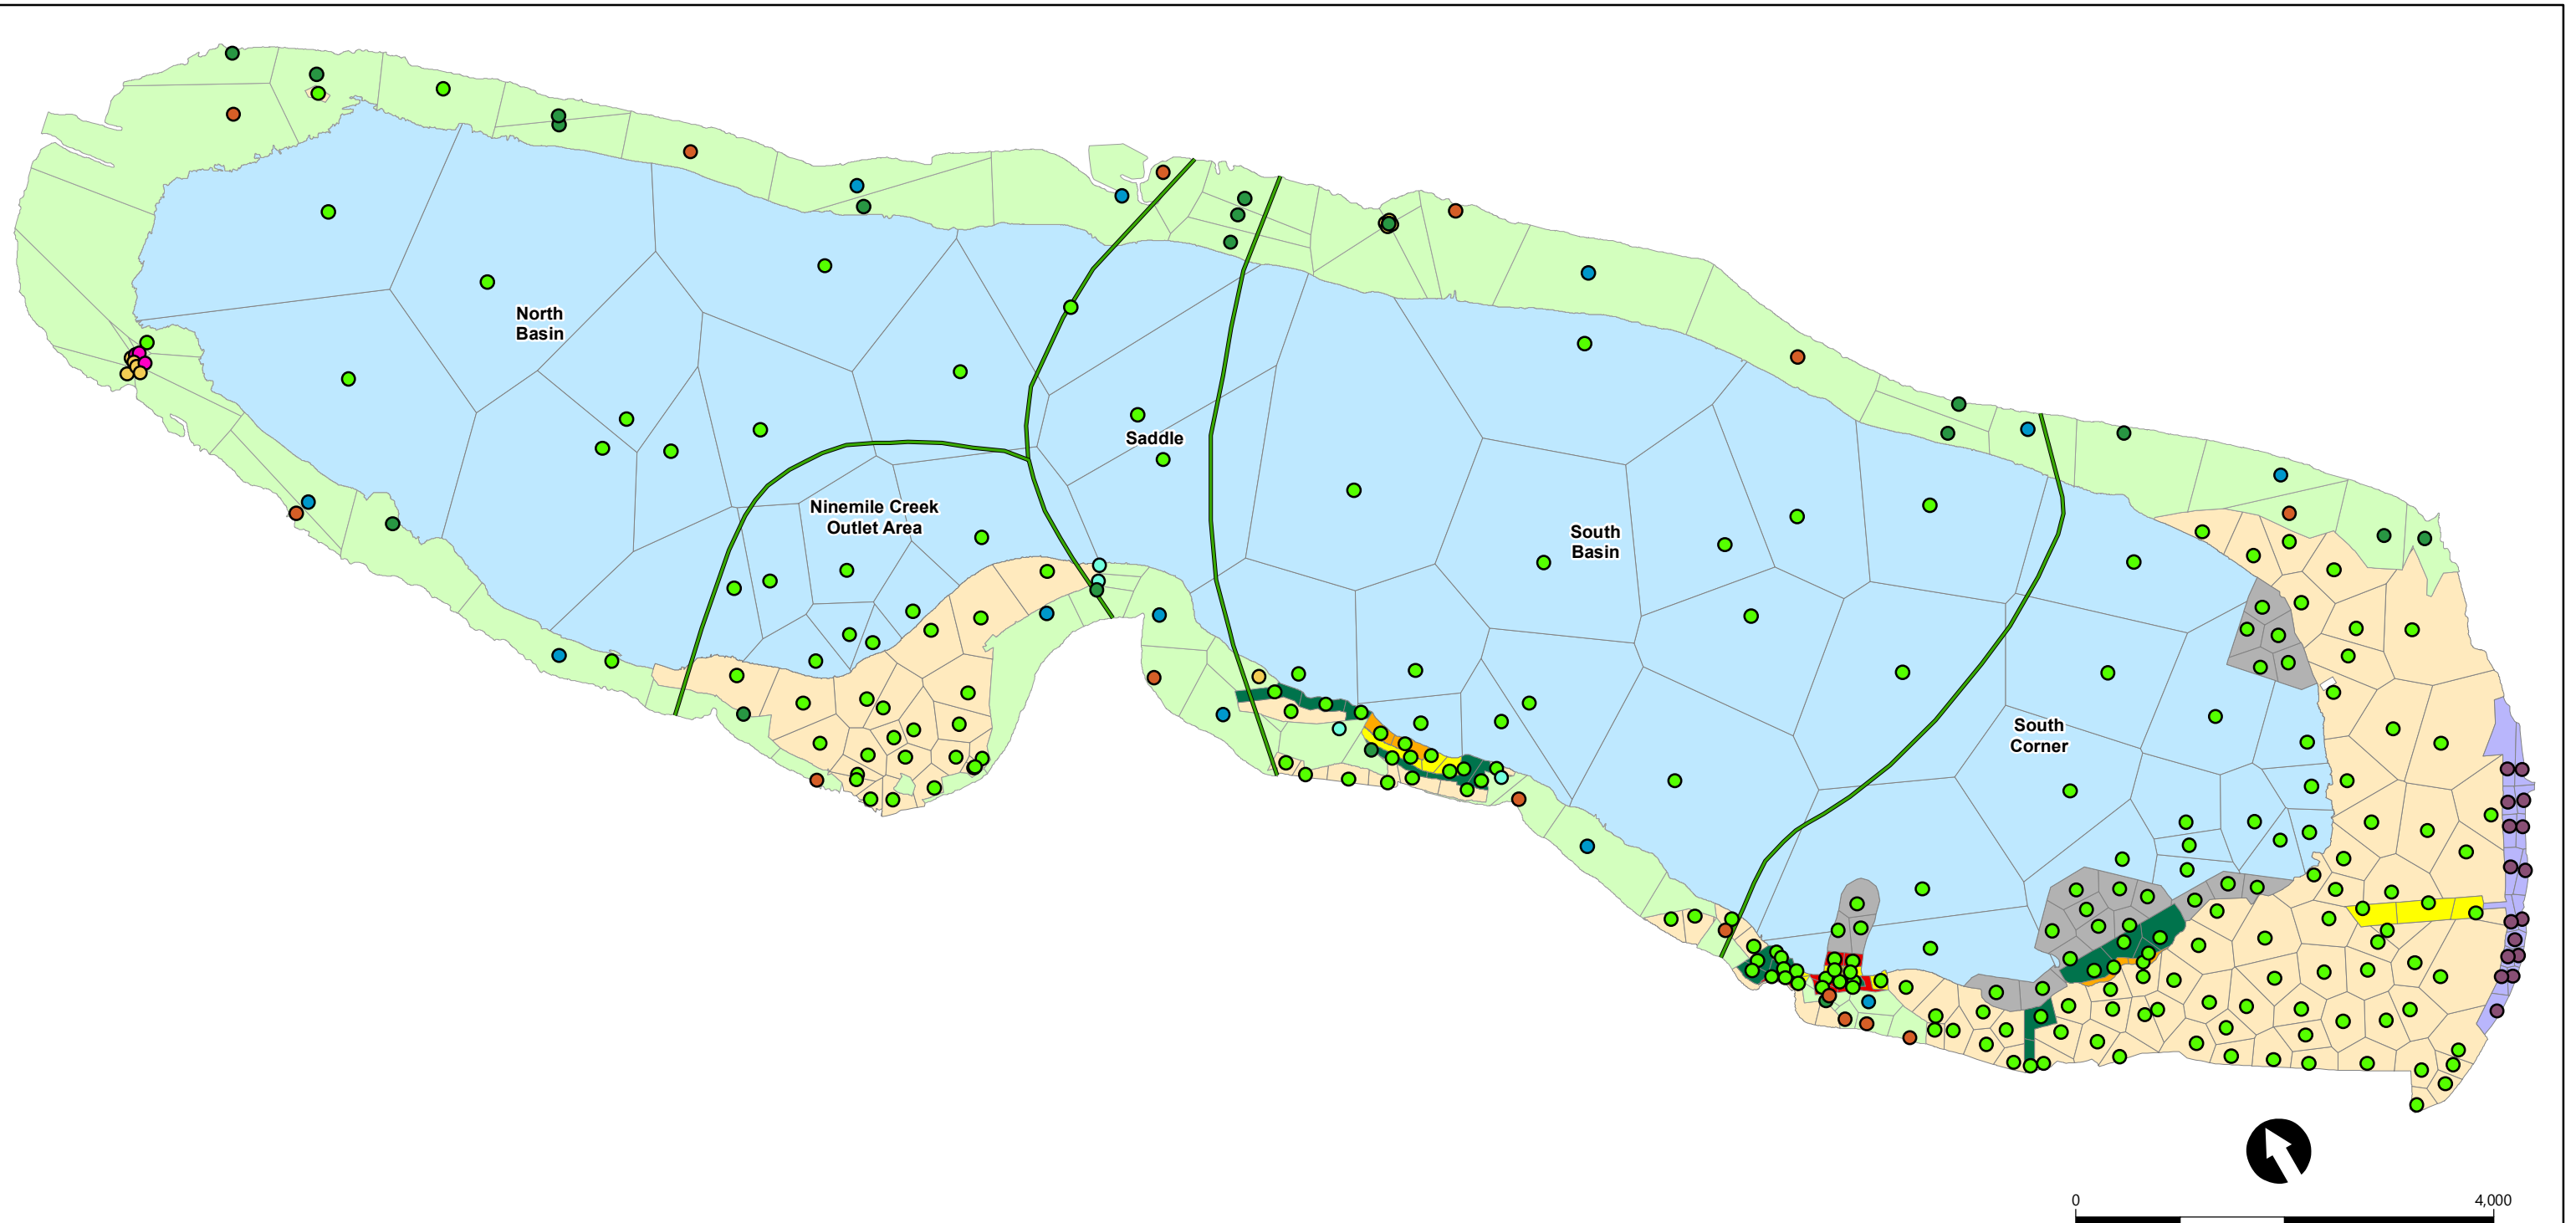 North
Basin
Saddle
Ninemile Creek
Outlet Area
South
Basin
South
Corner
0 4,000